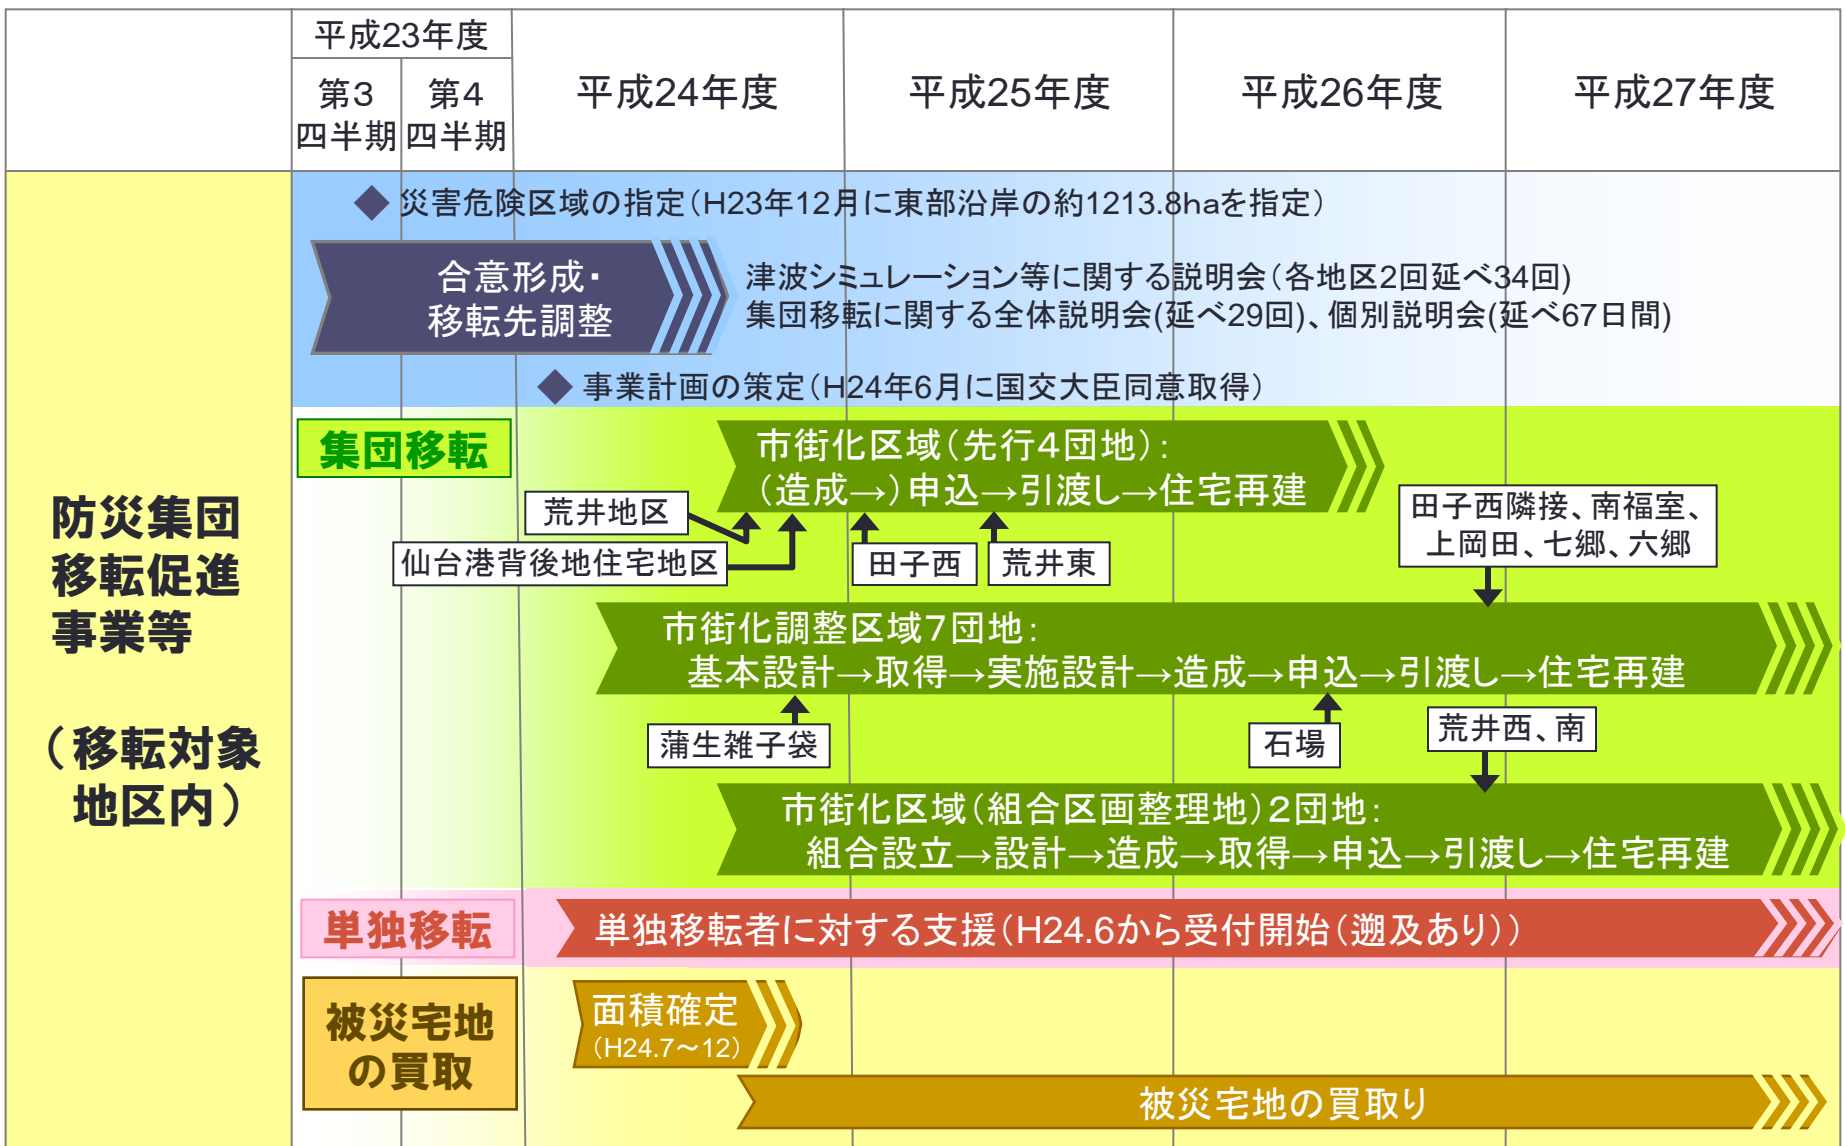 平成23年度
第3
四半期
第4
四半期
平成24年度
平成25年度
平成26年度
平成27年度
防災集団
移転促進
事業等
（移転対象
地区内）
◆ 災害危険区域の指定（H23年12月に東部沿岸の約1213.8haを指定）
合意形成・
移転先調整
津波シミュレーション等に関する説明会（各地区2回延べ34回）
集団移転に関する全体説明会(延べ29回)、個別説明会(延べ67日間)
◆ 事業計画の策定（H24年6月に国交大臣同意取得）
集団移転
市街化区域（先行４団地）：
（造成→）申込→引渡し→住宅再建
荒井地区
仙台港背後地住宅地区
田子西
荒井東
田子西隣接、南福室、
上岡田、七郷、六郷
市街化調整区域７団地：
基本設計→取得→実施設計→造成→申込→引渡し→住宅再建
蒲生雑子袋
石場
荒井西、南
市街化区域（組合区画整理地）２団地：
組合設立→設計→造成→取得→申込→引渡し→住宅再建
単独移転
単独移転者に対する支援（H24.6から受付開始（遡及あり））
被災宅地
の買取
面積確定
（H24.7～12）
被災宅地の買取り